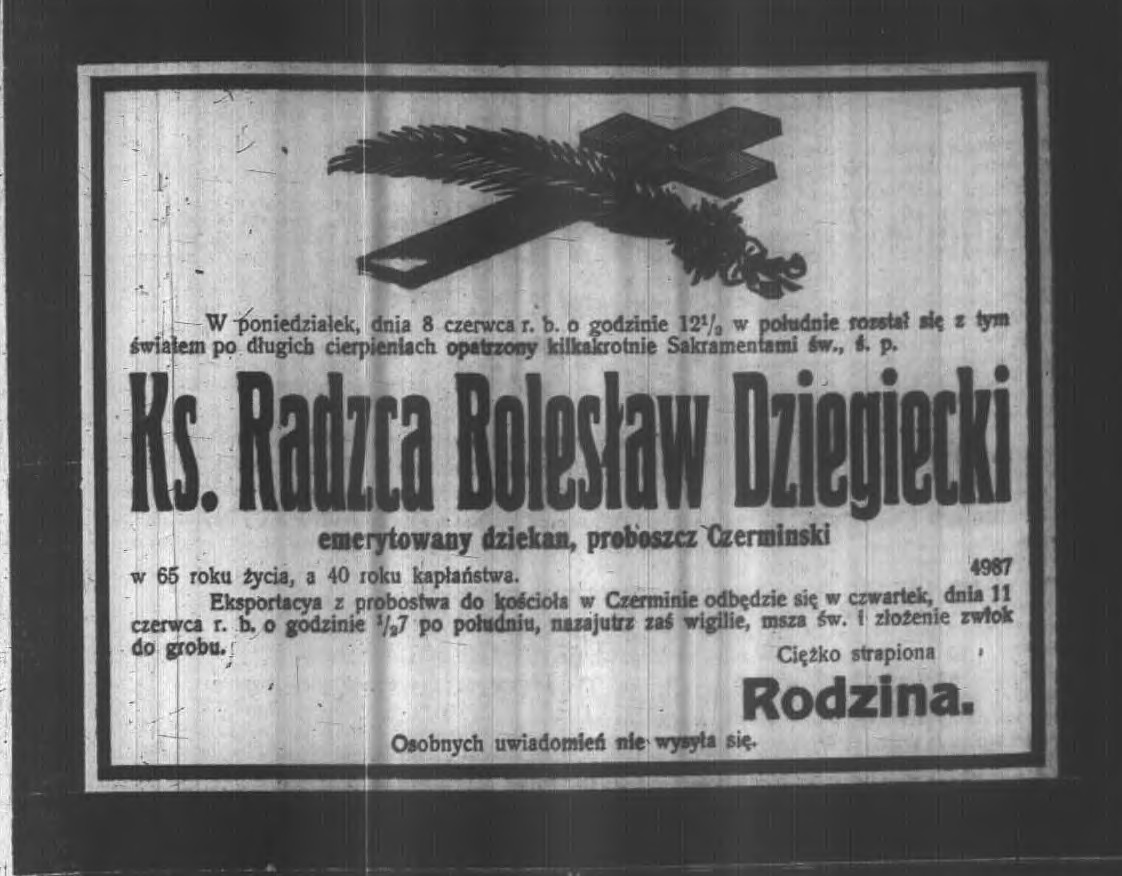 W poniedziałek, dnia 8 czerwca r. b. o godzinie 12½ w południe rozstał się z tym
światem po długich cierpieniach opatrzony kilkakrotnie Sakramentami św., ś. p.
Ks. Radzca Bolesław Dziegiecki
emerytowany dziekan, proboszcz Czerminski
w 65 roku życia, a 40 roku kapłaństwa. 4987
Eksportacya z probostwa do kościoła w Czerminie odbędzie się w czwartek, dnia 11
czerwca r. b. o godzinie ½7 po południu, nazajutrz zaś wigilie, msza św. i złożenie zwłok
do grobu.
Ciężko strapiona
Rodzina.
Osobnych uwiadomień nie wysyła się.